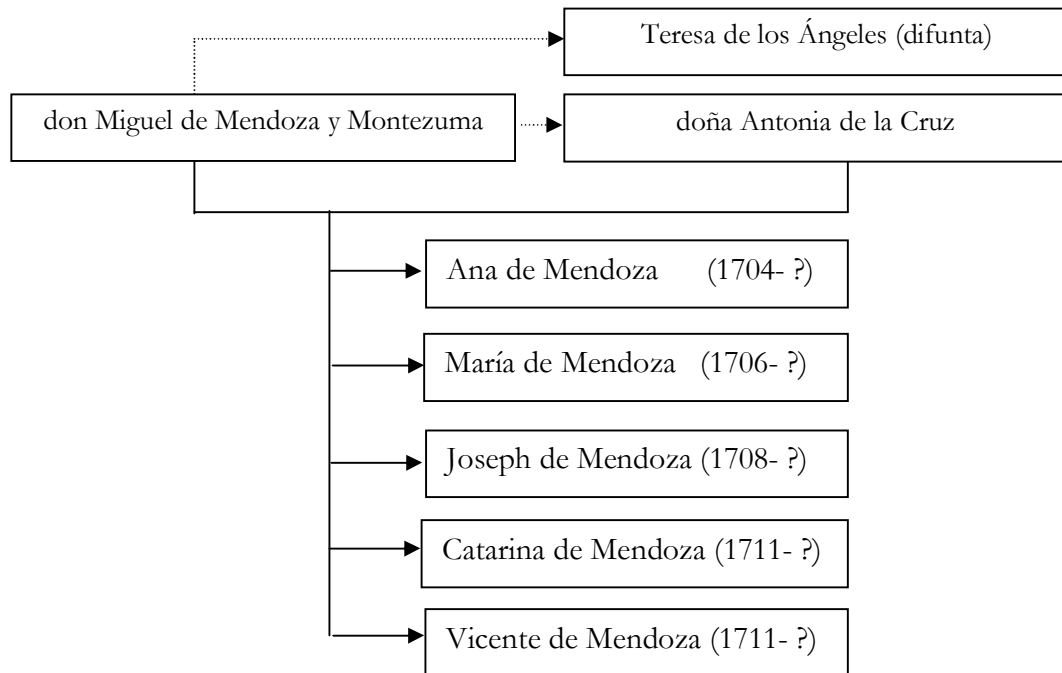 Teresa de los Ángeles (difunta)
don Miguel de Mendoza y Montezuma
doña Antonia de la Cruz
Ana de Mendoza (1704- ?)
María de Mendoza (1706- ?)
Joseph de Mendoza (1708- ?)
Catarina de Mendoza (1711- ?)
Vicente de Mendoza (1711- ?)